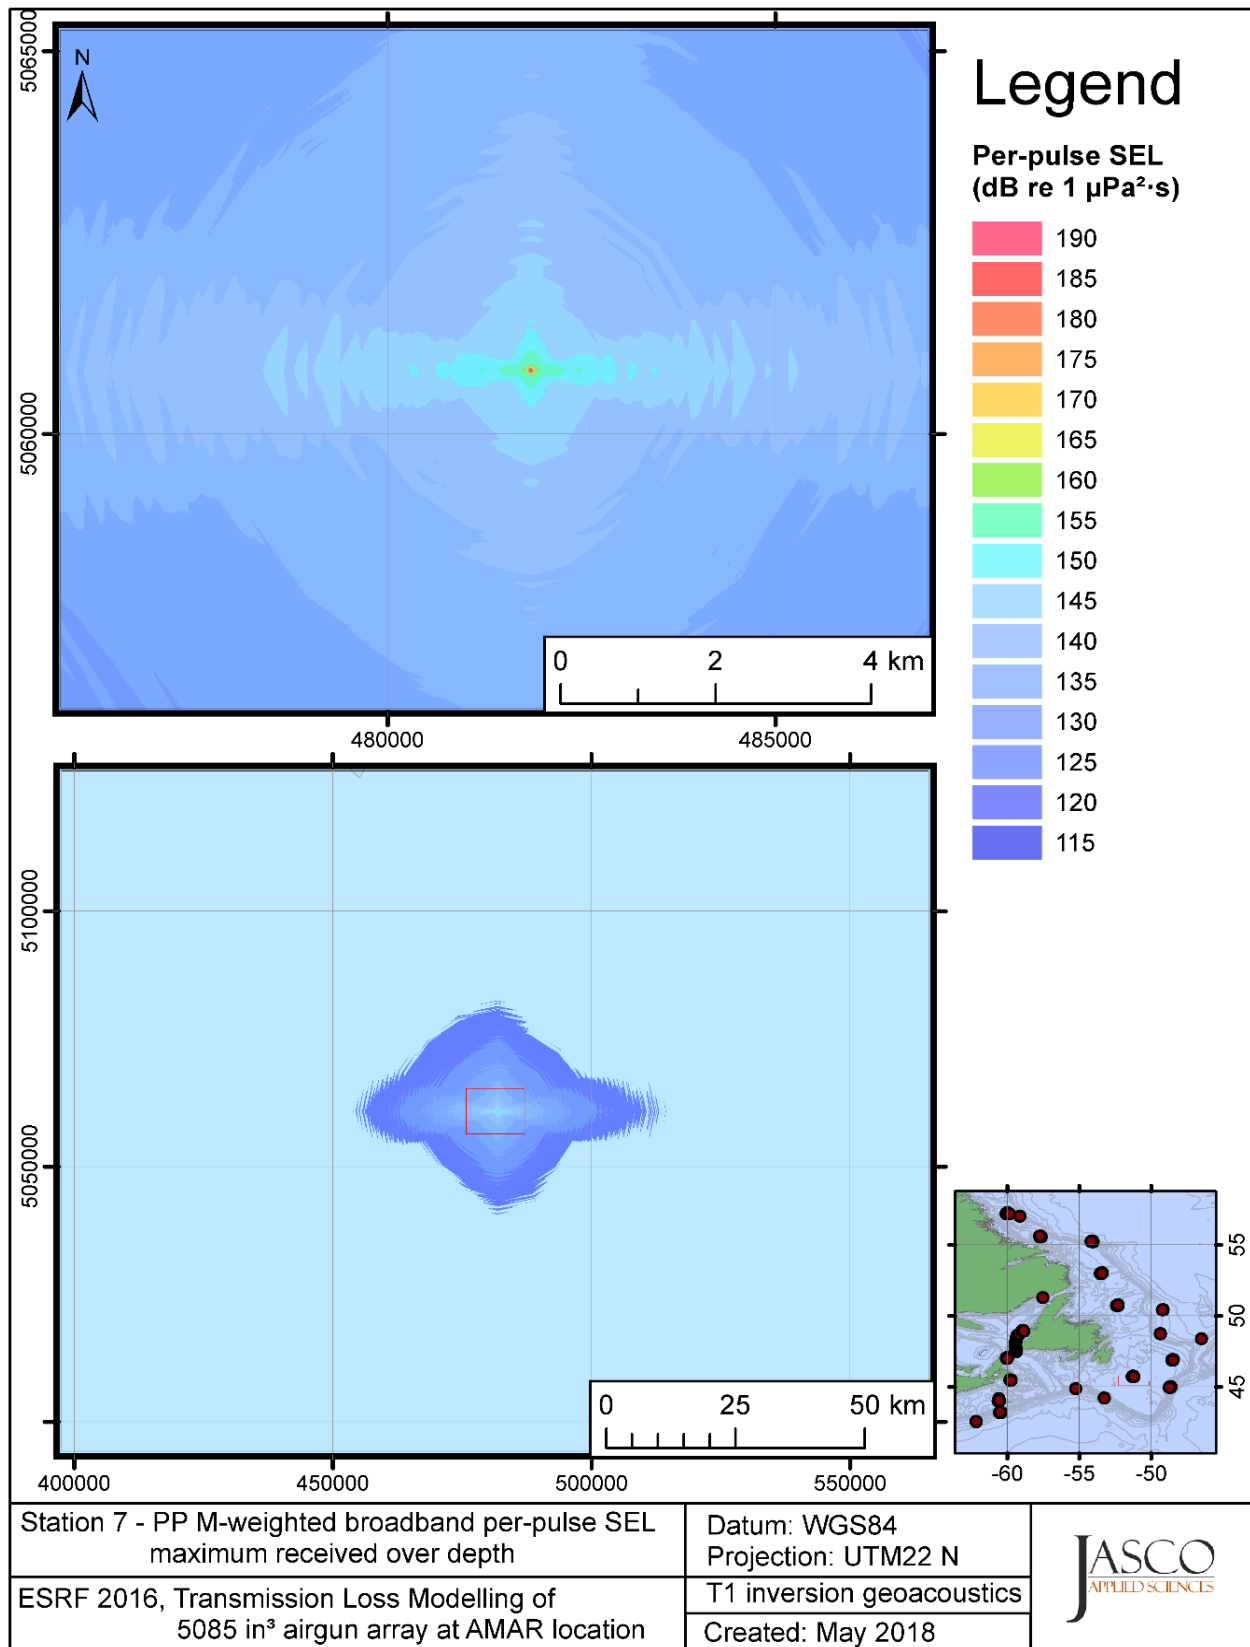 N
5065000
5060000
0 2 4 km
480000 485000
Legend
Per-pulse SEL
(dB re 1 µPa²·s)
190
185
180
175
170
165
160
155
150
145
140
135
130
125
120
115
5100000
5050000
0 25 50 km
400000 450000 500000 550000
55
50
45
-60 -55 -50
Station 7 - PP M-weighted broadband per-pulse SEL
maximum received over depth
ESRF 2016, Transmission Loss Modelling of
5085 in³ airgun array at AMAR location
Datum: WGS84
Projection: UTM22 N
T1 inversion geoacoustics
Created: May 2018
JASCO
APPLIED SCIENCES